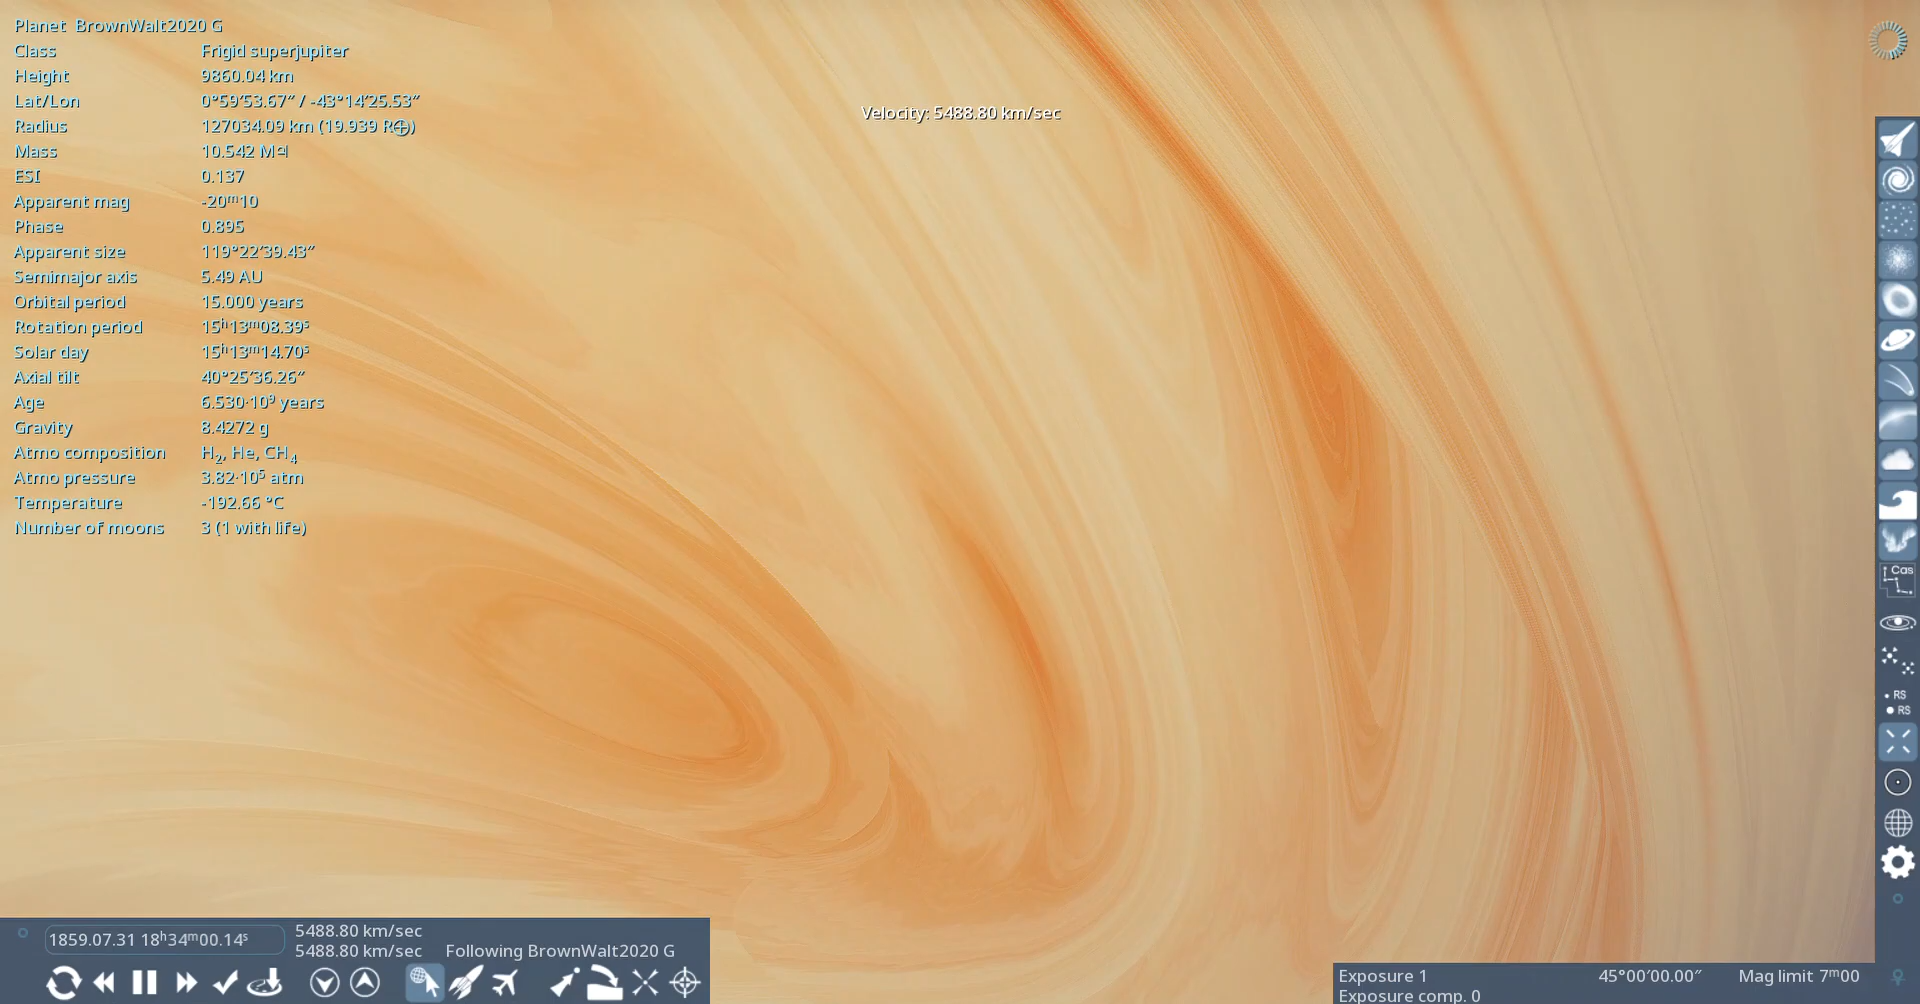 Planet BrownWalt2020 G
Class Frigid superjupiter
Height 9860.04 km
Lat/Lon 0°59′53.67″ / -43°14′25.53″
Radius 127034.09 km (19.939 R⊕)
Mass 10.542 M♃
ESI 0.137
Apparent mag -20ᵐ10
Phase 0.895
Apparent size 119°22′39.43″
Semimajor axis 5.49 AU
Orbital period 15.000 years
Rotation period 15ʰ13ᵐ08.39ˢ
Solar day 15ʰ13ᵐ14.70ˢ
Axial tilt 40°25′36.26″
Age 6.530·10⁹ years
Gravity 8.4272 g
Atmo composition H₂, He, CH₄
Atmo pressure 3.82·10⁵ atm
Temperature -192.66 °C
Number of moons 3 (1 with life)
Velocity: 5488.80 km/sec
Cas
RS
RS
1859.07.31 18ʰ34ᵐ00.14ˢ
5488.80 km/sec
5488.80 km/sec Following BrownWalt2020 G
Exposure 1 45°00′00.00″ Mag limit 7ᵐ00
Exposure comp. 0